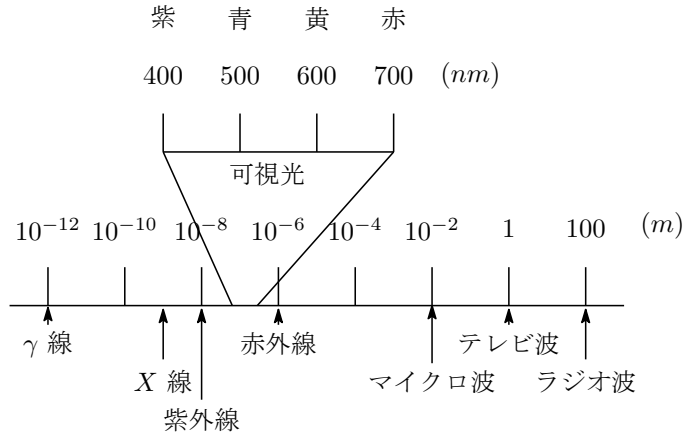 紫 青 黄 赤
400 500 600 700 (nm)
可視光
10⁻¹² 10⁻¹⁰ 10⁻⁸ 10⁻⁶ 10⁻⁴ 10⁻² 1 100 (m)
γ 線 赤外線 テレビ波
X 線 マイクロ波 ラジオ波
紫外線